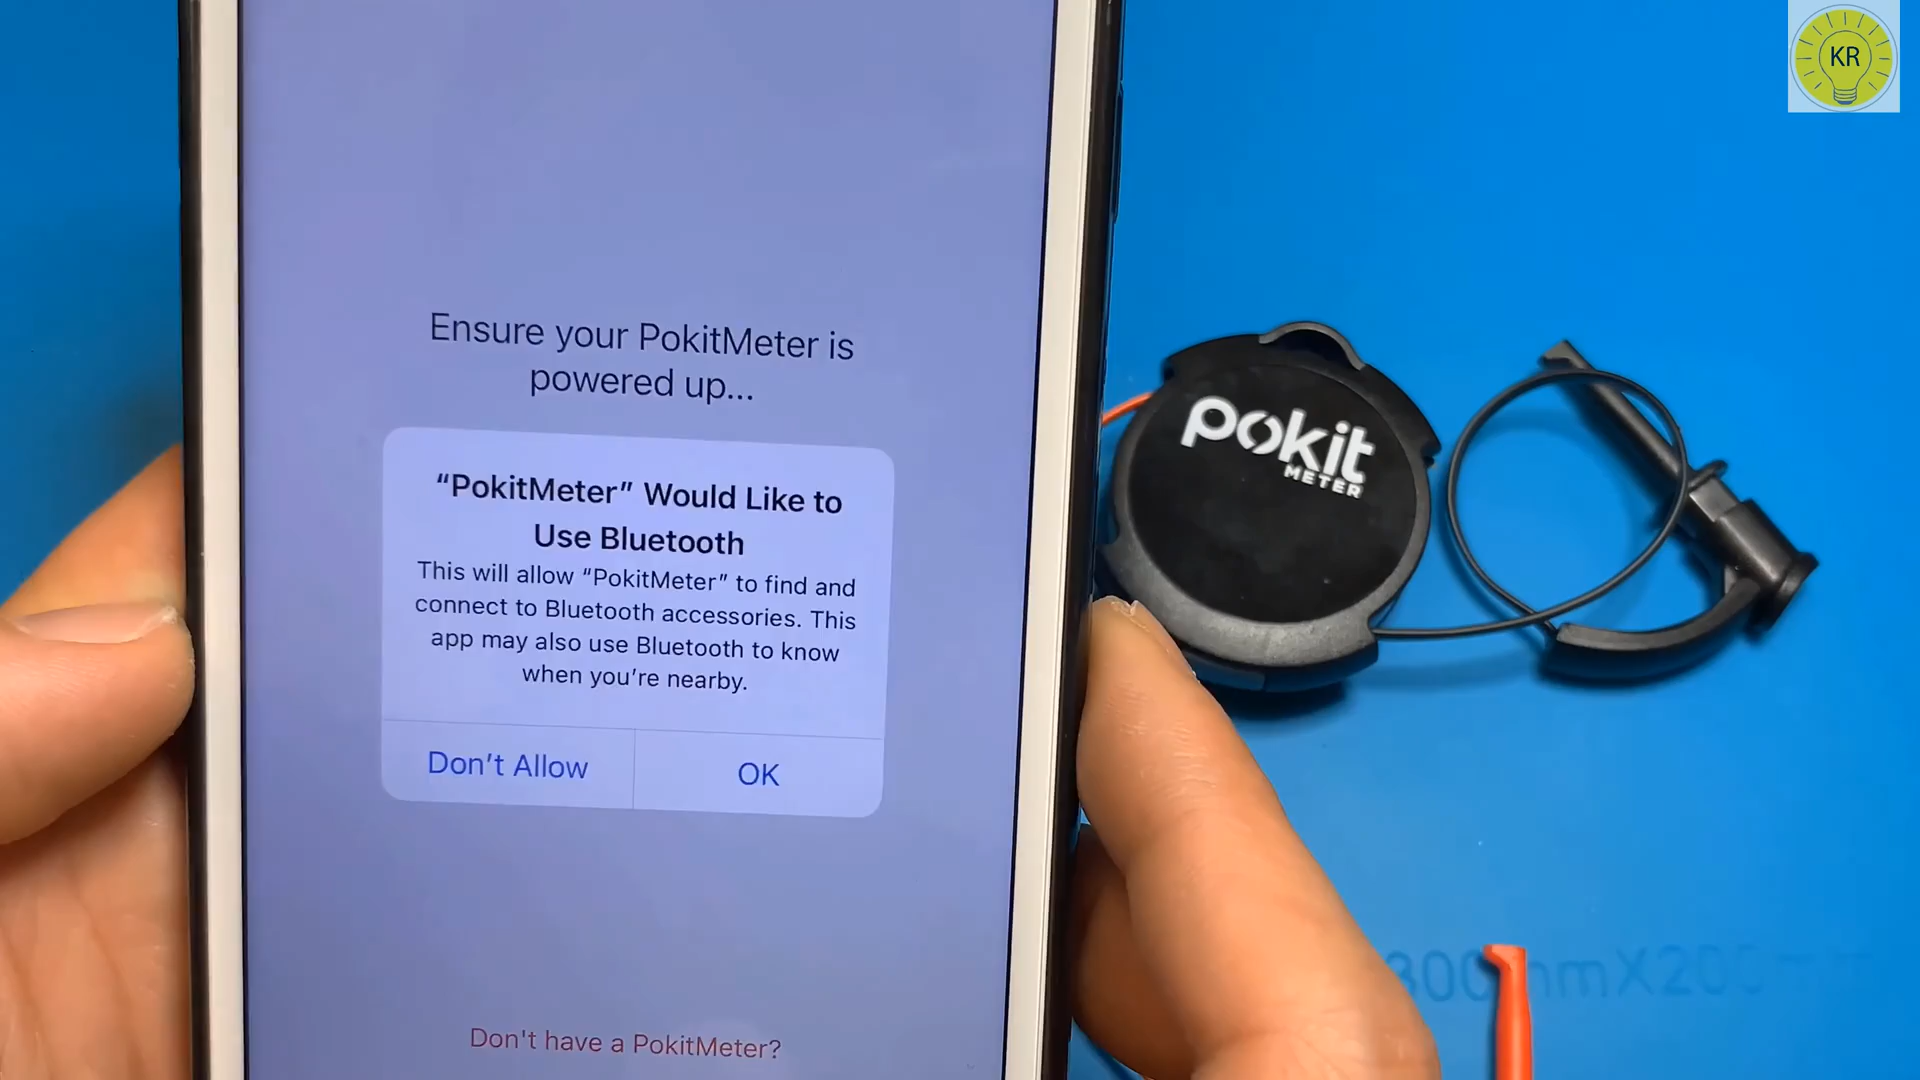 KR
Ensure your PokitMeter is
powered up...
“PokitMeter” Would Like to
Use Bluetooth
This will allow “PokitMeter” to find and
connect to Bluetooth accessories. This
app may also use Bluetooth to know
when you’re nearby.
Don’t Allow
OK
Don't have a PokitMeter?
pokit
METER